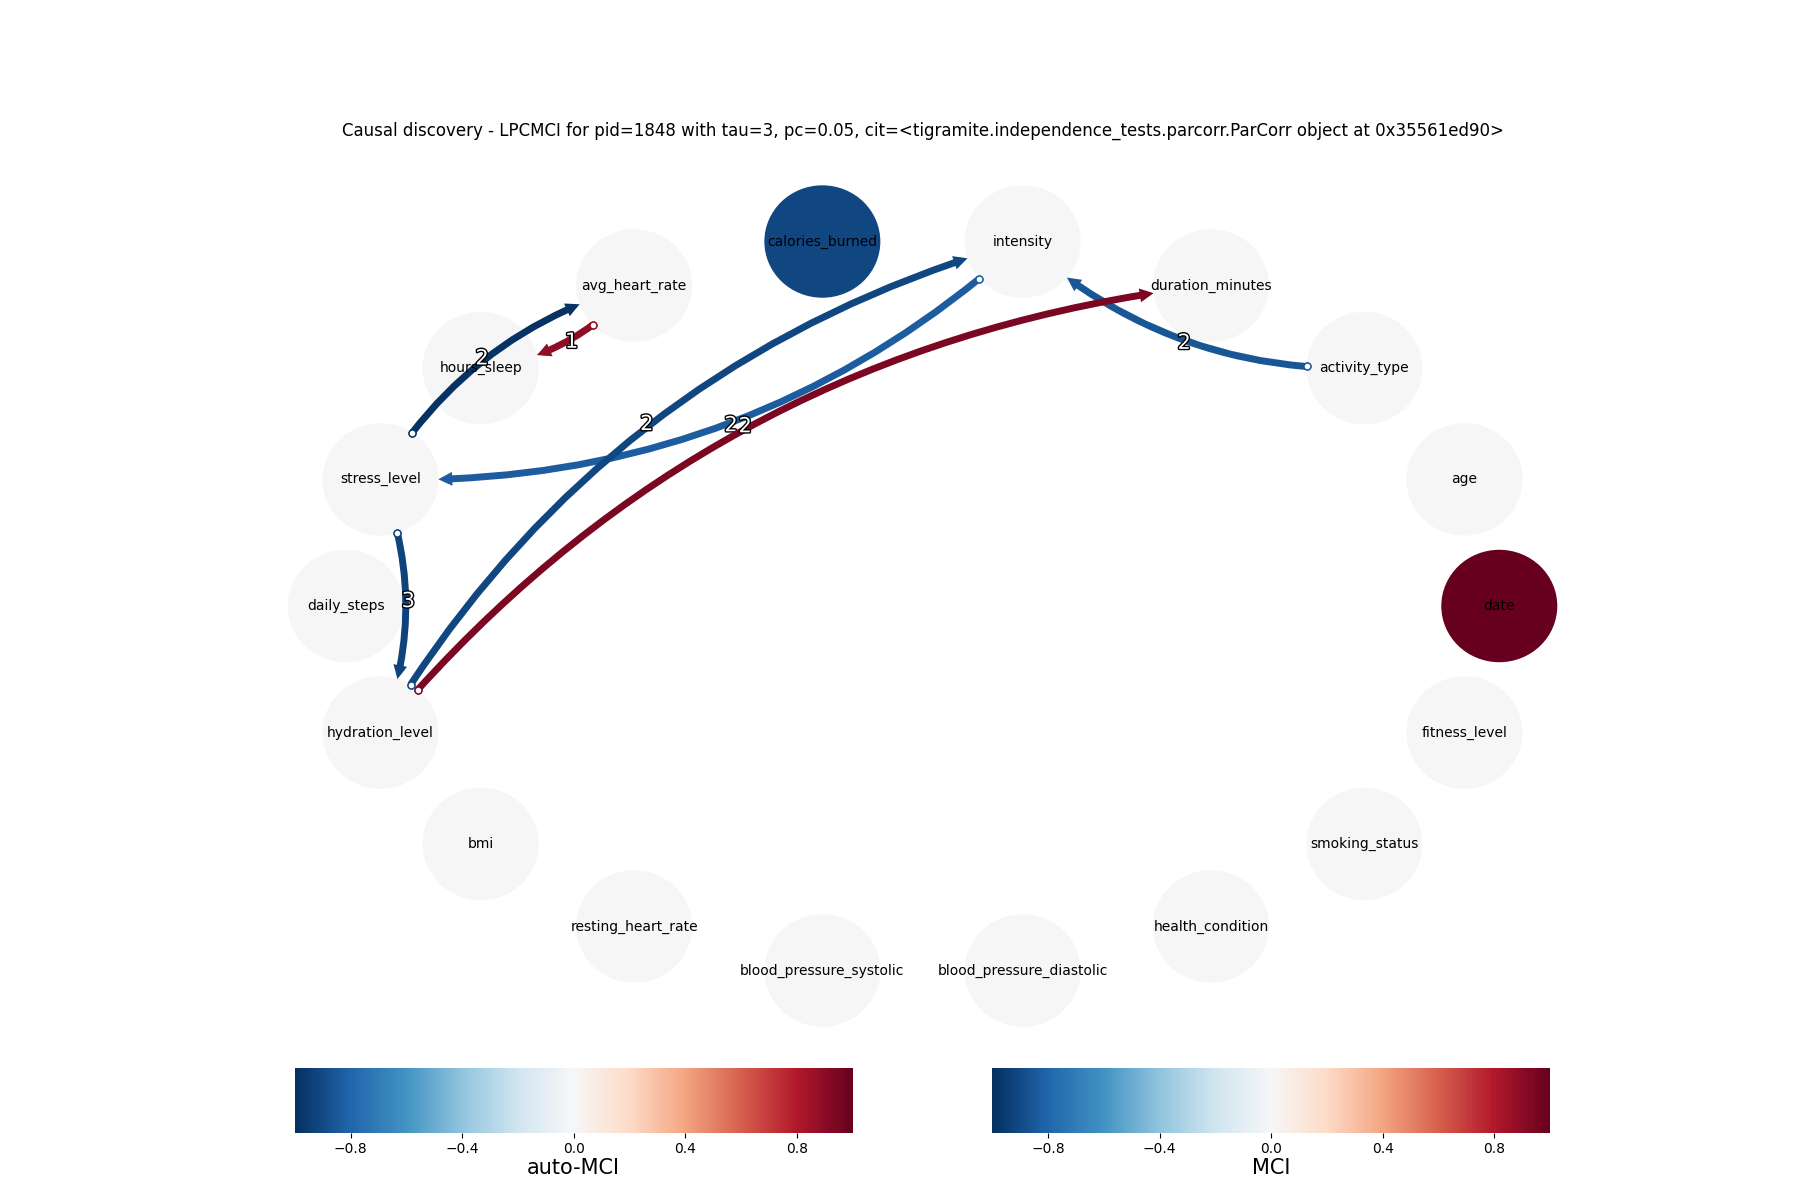 Causal discovery - LPCMCI for pid=1848 with tau=3, pc=0.05, cit=<tigramite.independence_tests.parcorr.ParCorr object at 0x35561ed90>
calories_burned
intensity
avg_heart_rate
duration_minutes
1
2
2
hours_sleep
activity_type
2
2
2
stress_level
age
3
daily_steps
date
hydration_level
fitness_level
bmi
smoking_status
resting_heart_rate
health_condition
blood_pressure_systolic
blood_pressure_diastolic
−0.8 −0.4 0.0 0.4 0.8
auto-MCI
−0.8 −0.4 0.0 0.4 0.8
MCI